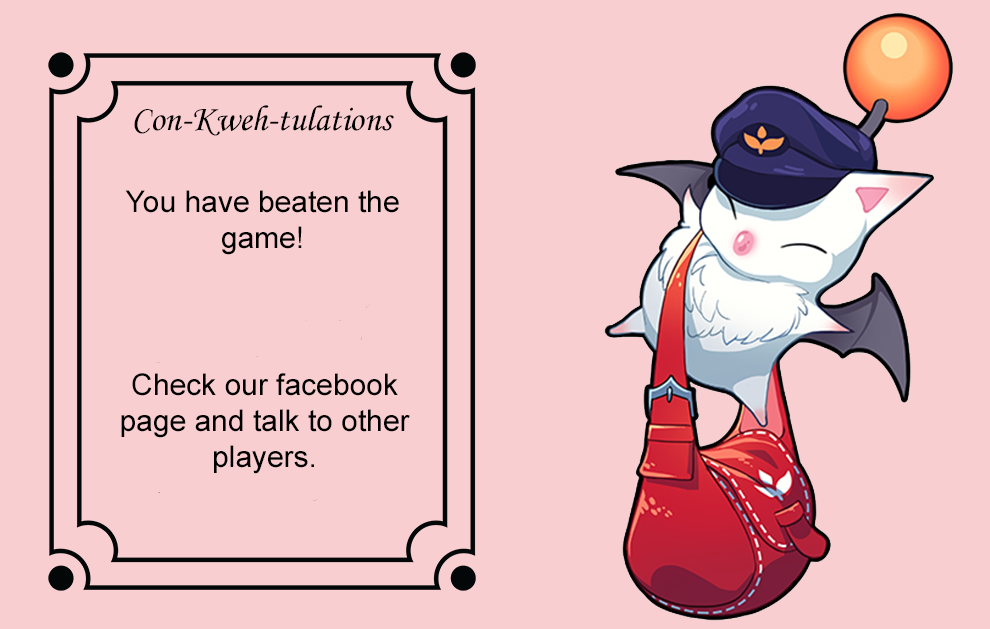 Con-Kweh-tulations
You have beaten the
game!
Check our facebook
page and talk to other
players.